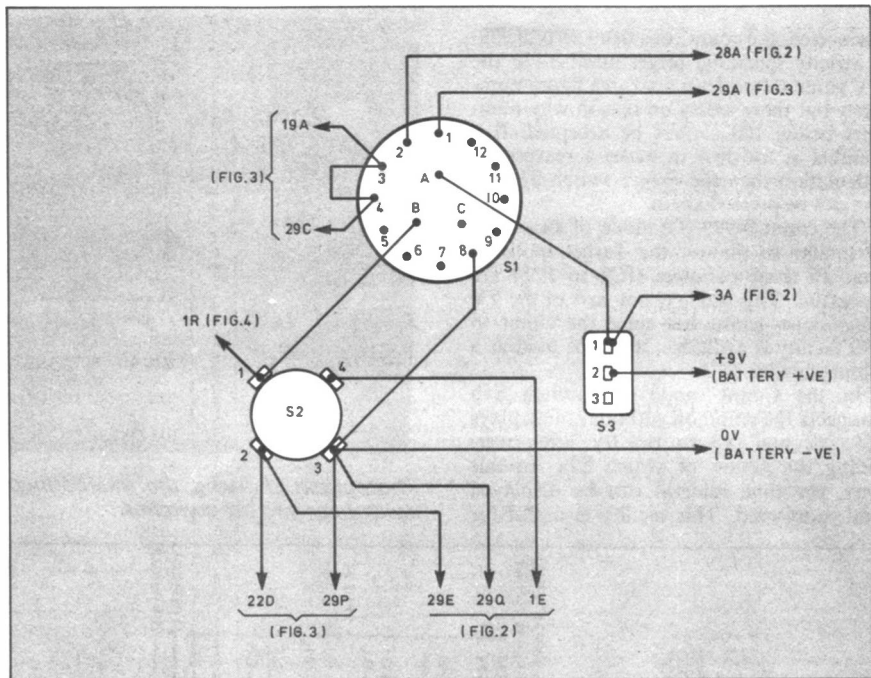 28A (FIG.2)
29A (FIG.3)
19A
(FIG.3)
29C
1
2
3
4
5
6
7
8
9
10
11
12
A
B
C
S1
1R (FIG.4)
1
4
S2
2
3
1
2
3
S3
3A (FIG.2)
+9V
(BATTERY +VE)
0V
(BATTERY -VE)
22D
29P
29E
29Q
1E
(FIG.3)
(FIG.2)